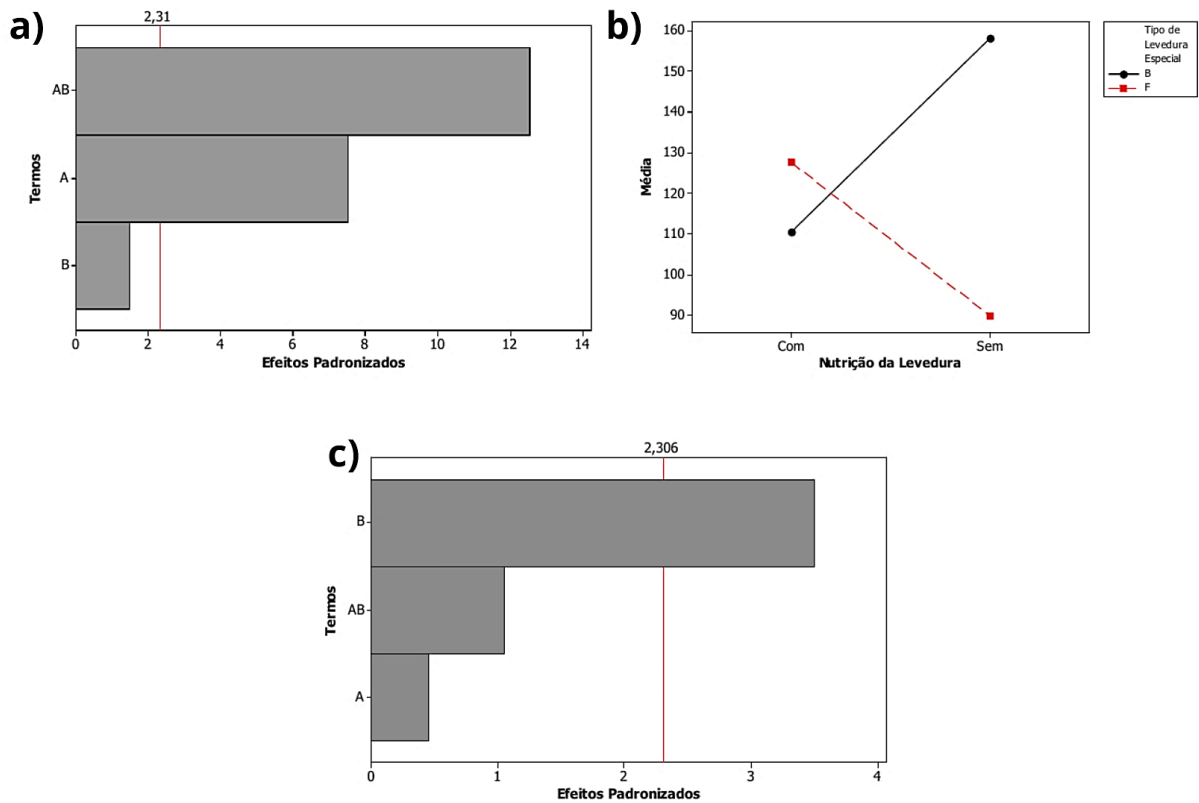 a)
2,31
AB
A
B
Termos
0 2 4 6 8 10 12 14
Efeitos Padronizados
b)
160
150
140
130
120
110
100
90
Média
Com Sem
Nutrição da Levedura
Tipo de
Levedura
Especial
B
F
c)
2,306
B
AB
A
Termos
0 1 2 3 4
Efeitos Padronizados